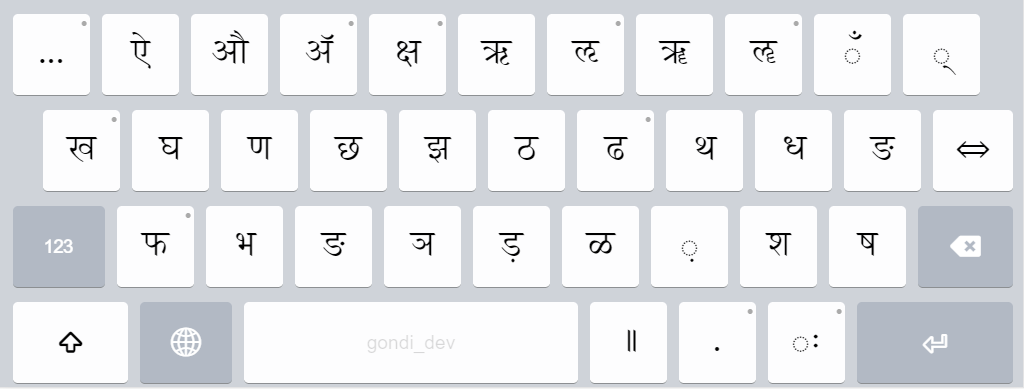 ... ऐ औ ॲ क्ष ऋ ऌ ॠ ॡ ँ ्
ख घ ण छ झ ठ ढ थ ध ङ ⇔
123 फ भ ङ ञ ड़ ळ ़ श ष
gondi_dev ॥ . ः